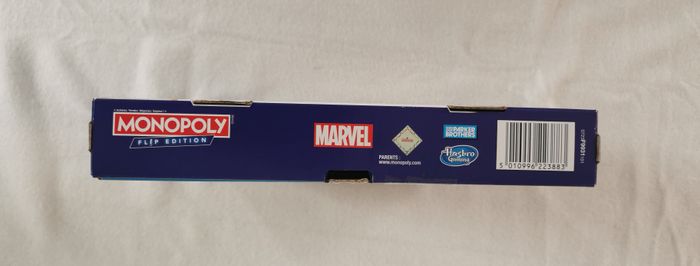 MONOPOLY
FLIP EDITION
MARVEL
PARENTS :
www.monopoly.com
PARKER
BROTHERS
Hasbro
Gaming
5 010996 223883